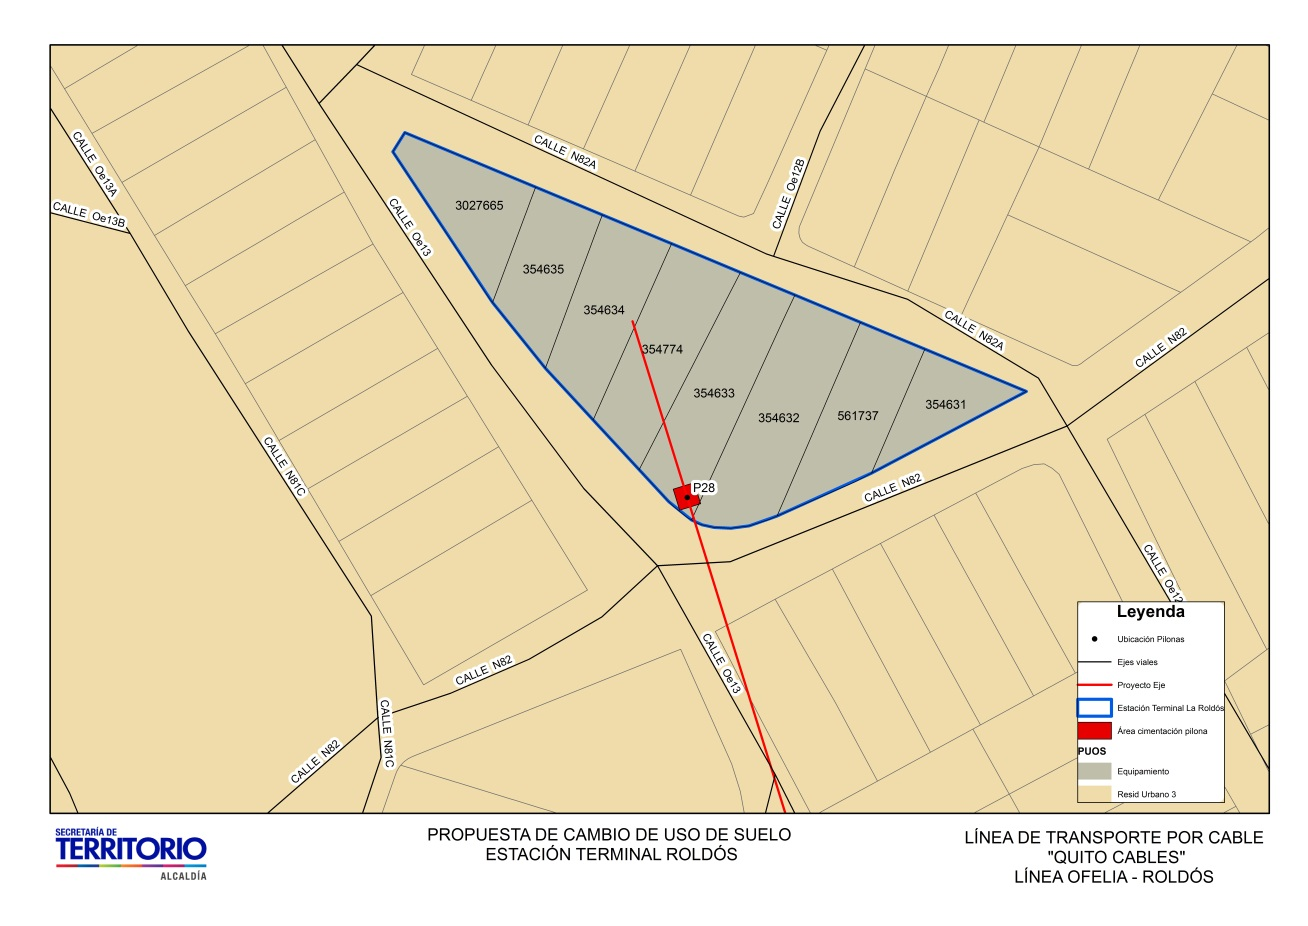 CALLE Oe13A
CALLE Oe13B
CALLE Oe13
CALLE N82A
CALLE Oe12B
CALLE N82A
CALLE N82
3027665
354635
354634
354774
354633
354632
561737
354631
P28
CALLE N82
CALLE N81C
CALLE Oe12
CALLE Oe13
CALLE N82
CALLE N81C
CALLE N82
Leyenda
Ubicación Pilonas
Ejes viales
Proyecto Eje
Estación Terminal La Roldós
Área cimentación pilona
PUOS
Equipamiento
Resid Urbano 3
SECRETARÍA DE
TERRITORIO
ALCALDÍA
PROPUESTA DE CAMBIO DE USO DE SUELO
ESTACIÓN TERMINAL ROLDÓS
LÍNEA DE TRANSPORTE POR CABLE
"QUITO CABLES"
LÍNEA OFELIA - ROLDÓS